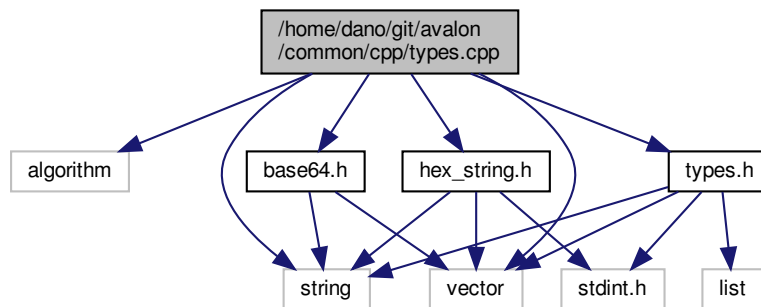 /home/dano/git/avalon
/common/cpp/types.cpp
algorithm
base64.h
hex_string.h
types.h
string
vector
stdint.h
list